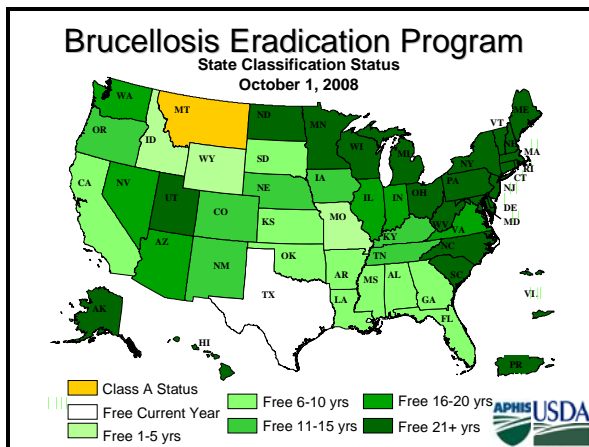 Brucellosis Eradication Program
State Classification Status
October 1, 2008
WA
MT
ND
MN
VT
ME
OR
ID
WY
SD
WI
MI
NY
NH
MA
RI
CT
NJ
CA
NV
UT
CO
NE
IA
IL
IN
OH
PA
DE
MD
AZ
NM
KS
MO
KY
WV
VA
OK
AR
TN
NC
TX
LA
MS
AL
GA
SC
FL
AK
HI
VI
PR
Class A Status
Free Current Year
Free 1-5 yrs
Free 6-10 yrs
Free 11-15 yrs
Free 16-20 yrs
Free 21+ yrs
APHIS USDA